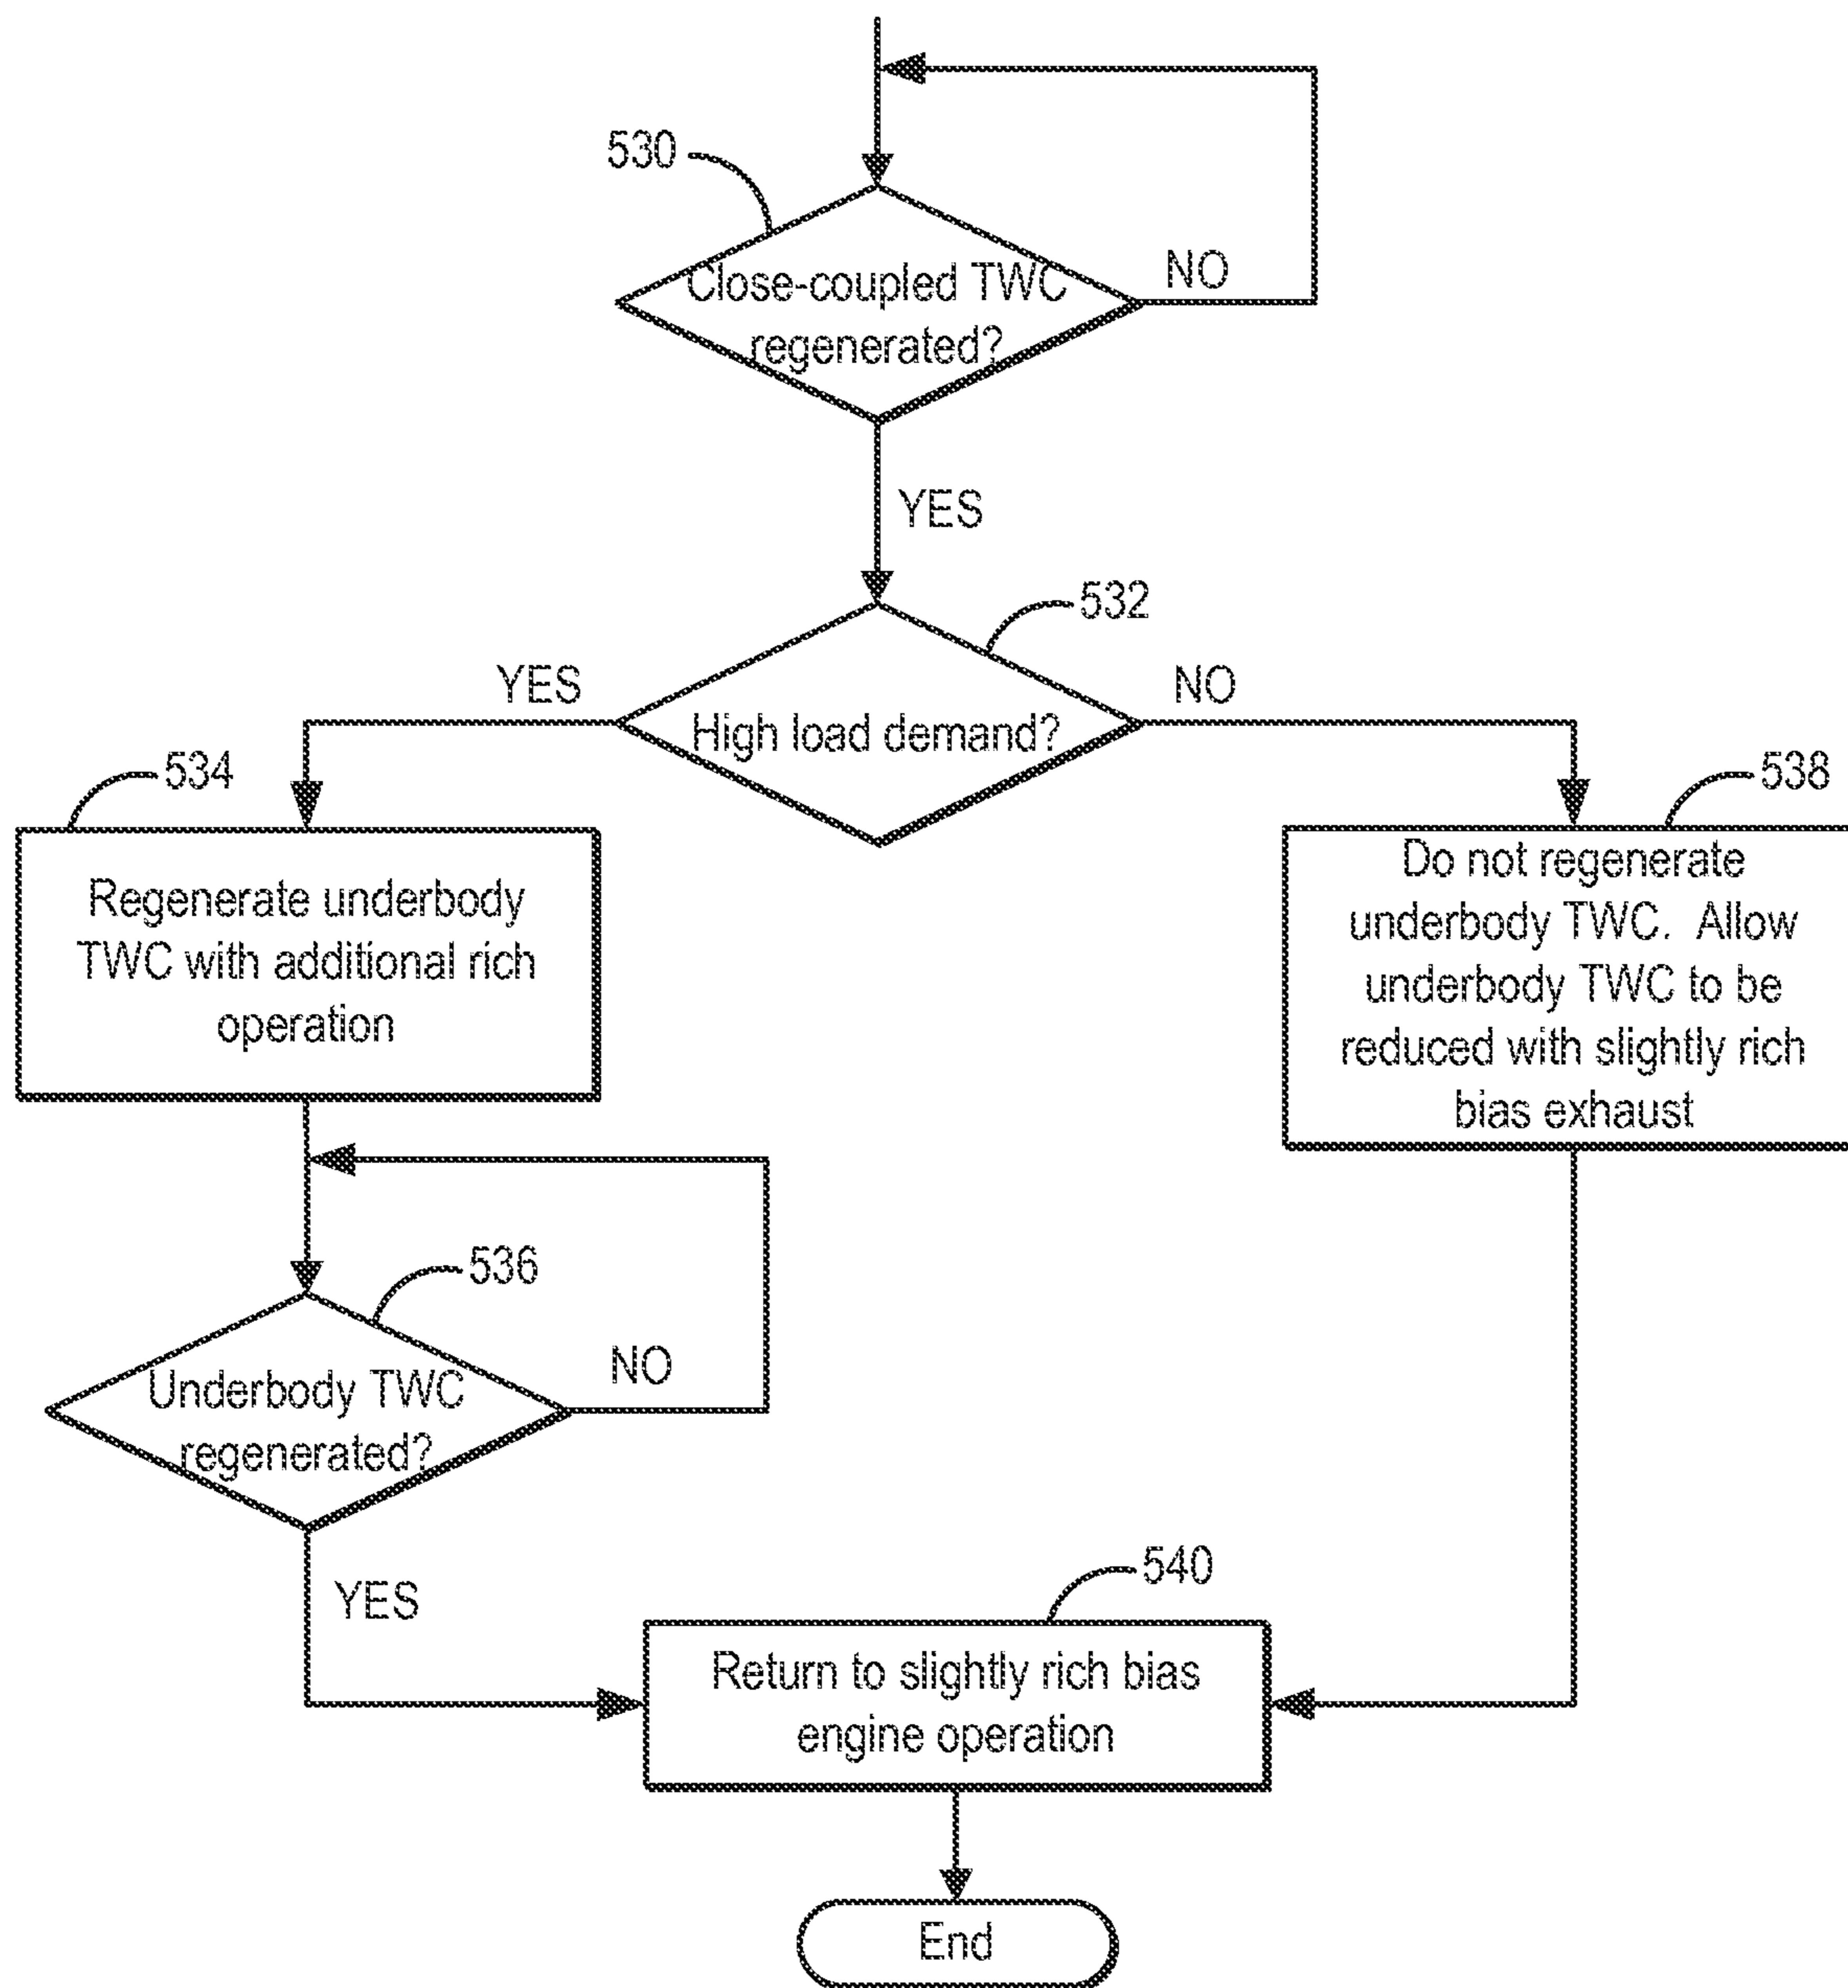 530
Close-coupled TWC
regenerated?
NO
YES
532
High load demand?
YES
NO
534
Regenerate underbody
TWC with additional rich
operation
538
Do not regenerate
underbody TWC.  Allow
underbody TWC to be
reduced with slightly rich
bias exhaust
536
Underbody TWC
regenerated?
NO
YES
540
Return to slightly rich bias
engine operation
End